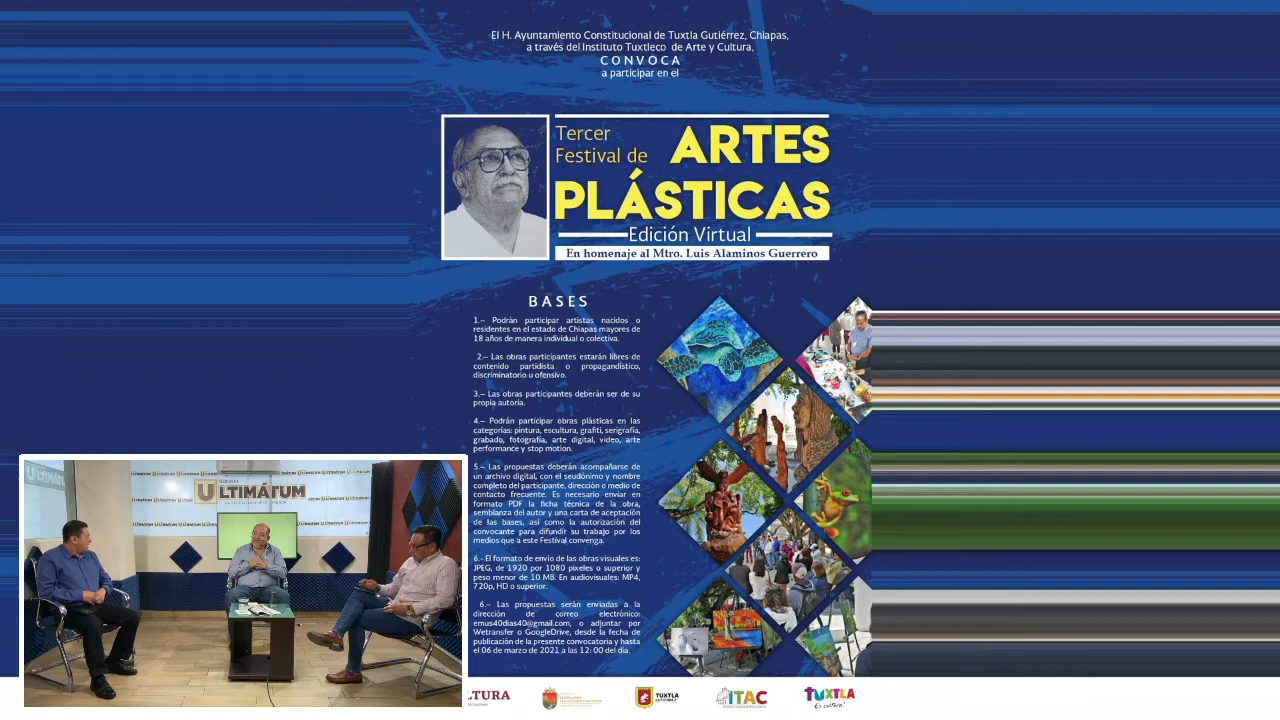 El H. Ayuntamiento Constitucional de Tuxtla Gutiérrez, Chiapas,
a través del Instituto Tuxtleco de Arte y Cultura,
CONVOCA
a participar en el
Tercer
Festival de
ARTES
PLÁSTICAS
Edición Virtual
En homenaje al Mtro. Luis Alaminos Guerrero
BASES
1.– Podrán participar artistas nacidos o
residentes en el estado de Chiapas mayores de
18 años de manera individual o colectiva.
2.– Las obras participantes estarán libres de
contenido partidista o propagandístico,
discriminatorio u ofensivo.
3.– Las obras participantes deberán ser de su
propia autoría.
4.– Podrán participar obras plásticas en las
categorías: pintura, escultura, grafiti, serigrafía,
grabado, fotografía, arte digital, video, arte
performance y stop motion.
5.– Las propuestas deberán acompañarse de
un archivo digital, con el seudónimo y nombre
completo del participante, dirección o medio de
contacto frecuente. Es necesario enviar en
formato PDF la ficha técnica de la obra,
semblanza del autor y una carta de aceptación
de las bases, así como la autorización del
convocante para difundir su trabajo por los
medios que a este Festival convenga.
6.- El formato de envío de las obras visuales es:
JPEG, de 1920 por 1080 pixeles o superior y
peso menor de 10 MB. En audiovisuales: MP4,
720p, HD o superior.
6.– Las propuestas serán enviadas a la
dirección de correo electrónico:
emus40dias40@gmail.com, o adjuntar por
Wetransfer o GoogleDrive, desde la fecha de
publicación de la presente convocatoria y hasta
el 06 de marzo de 2021 a las 12: 00 del día.
ULTIMÁTUM
LTURA
TUXTLA
GUTIÉRREZ
ITAC
TUXTLA
Es cultura!